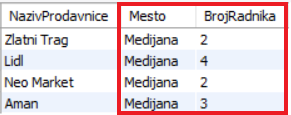 NazivProdavnice Mesto BrojRadnika
Zlatni Trag Medijana 2
Lidl Medijana 4
Neo Market Medijana 2
Aman Medijana 3